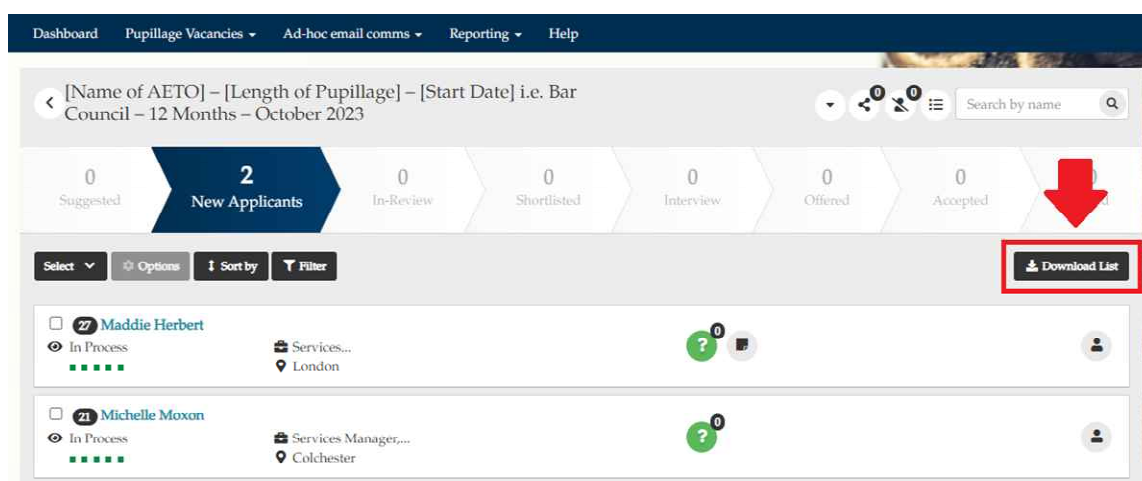 Dashboard Pupillage Vacancies Ad-hoc email comms Reporting Help
[Name of AETO] – [Length of Pupillage] – [Start Date] i.e. Bar
Council – 12 Months – October 2023
0 0 Search by name
0 2 0 0 0 0 0
Suggested New Applicants In-Review Shortlisted Interview Offered Accepted
Select Options Sort by Filter Download List
27 Maddie Herbert
0
In Process Services...
London
21 Michelle Moxon
0
In Process Services Manager,...
Colchester